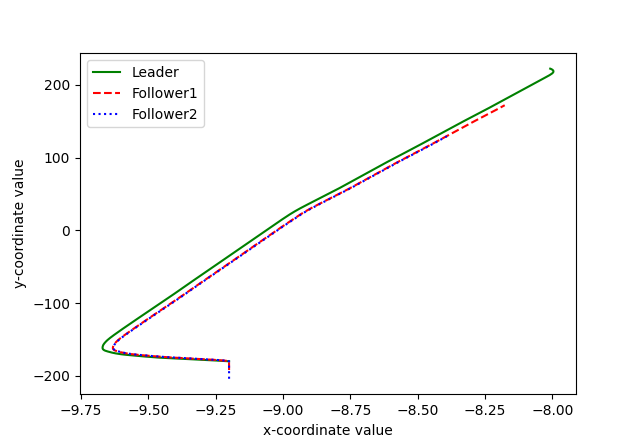 Leader
Follower1
Follower2
200
100
0
−100
−200
y-coordinate value
−9.75 −9.50 −9.25 −9.00 −8.75 −8.50 −8.25 −8.00
x-coordinate value